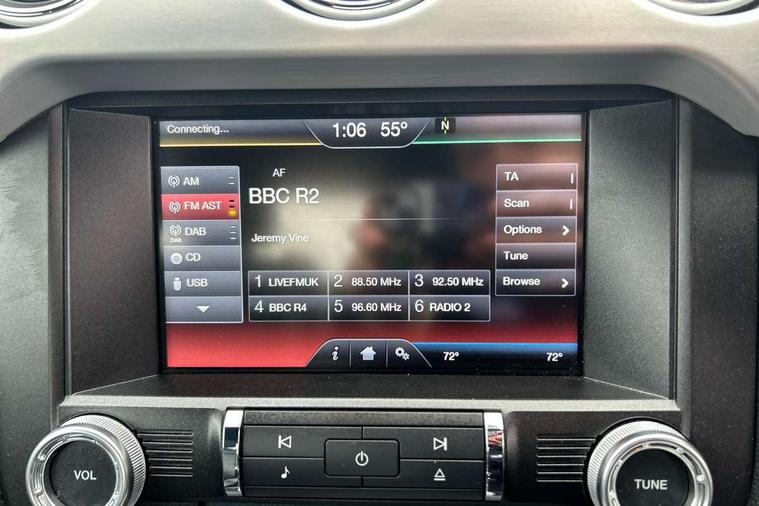 Connecting...
1:06 55°
N
AM
FM AST
DAB
DAB
CD
USB
AF
BBC R2
Jeremy Vine
1 LIVEFMUK 2 88.50 MHz 3 92.50 MHz
4 BBC R4 5 96.60 MHz 6 RADIO 2
TA
Scan
Options
Tune
Browse
i
72° 72°
VOL
TUNE